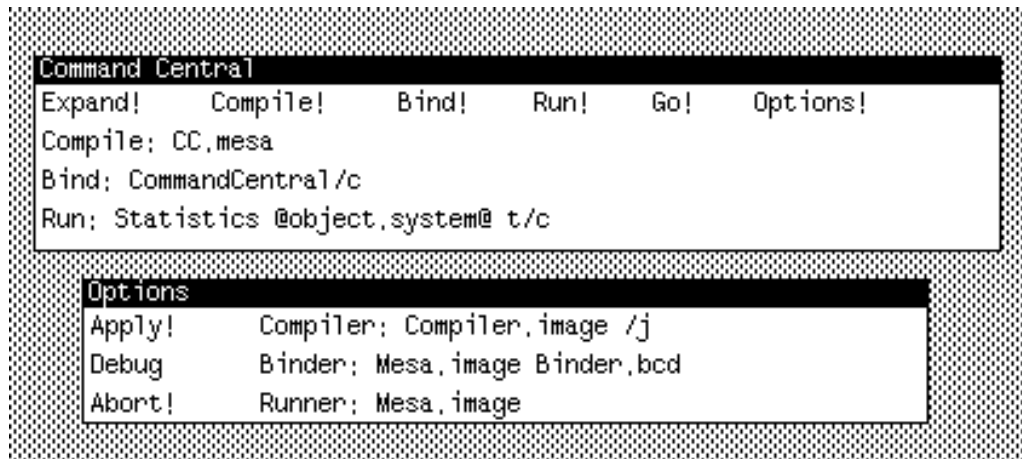 Command Central
Expand! Compile! Bind! Run! Go! Options!
Compile: CC.mesa
Bind: CommandCentral/c
Run: Statistics @object.system@ t/c
Options
Apply! Compiler: Compiler.image /j
Debug Binder: Mesa.image Binder.bcd
Abort! Runner: Mesa.image